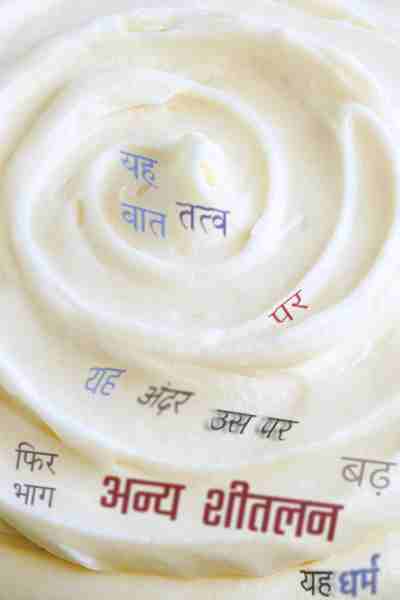 यह
बात तत्व
पर
यह अंदर उस पर
फिर
भाग
अन्य शीतलन
बढ़
यह धर्म